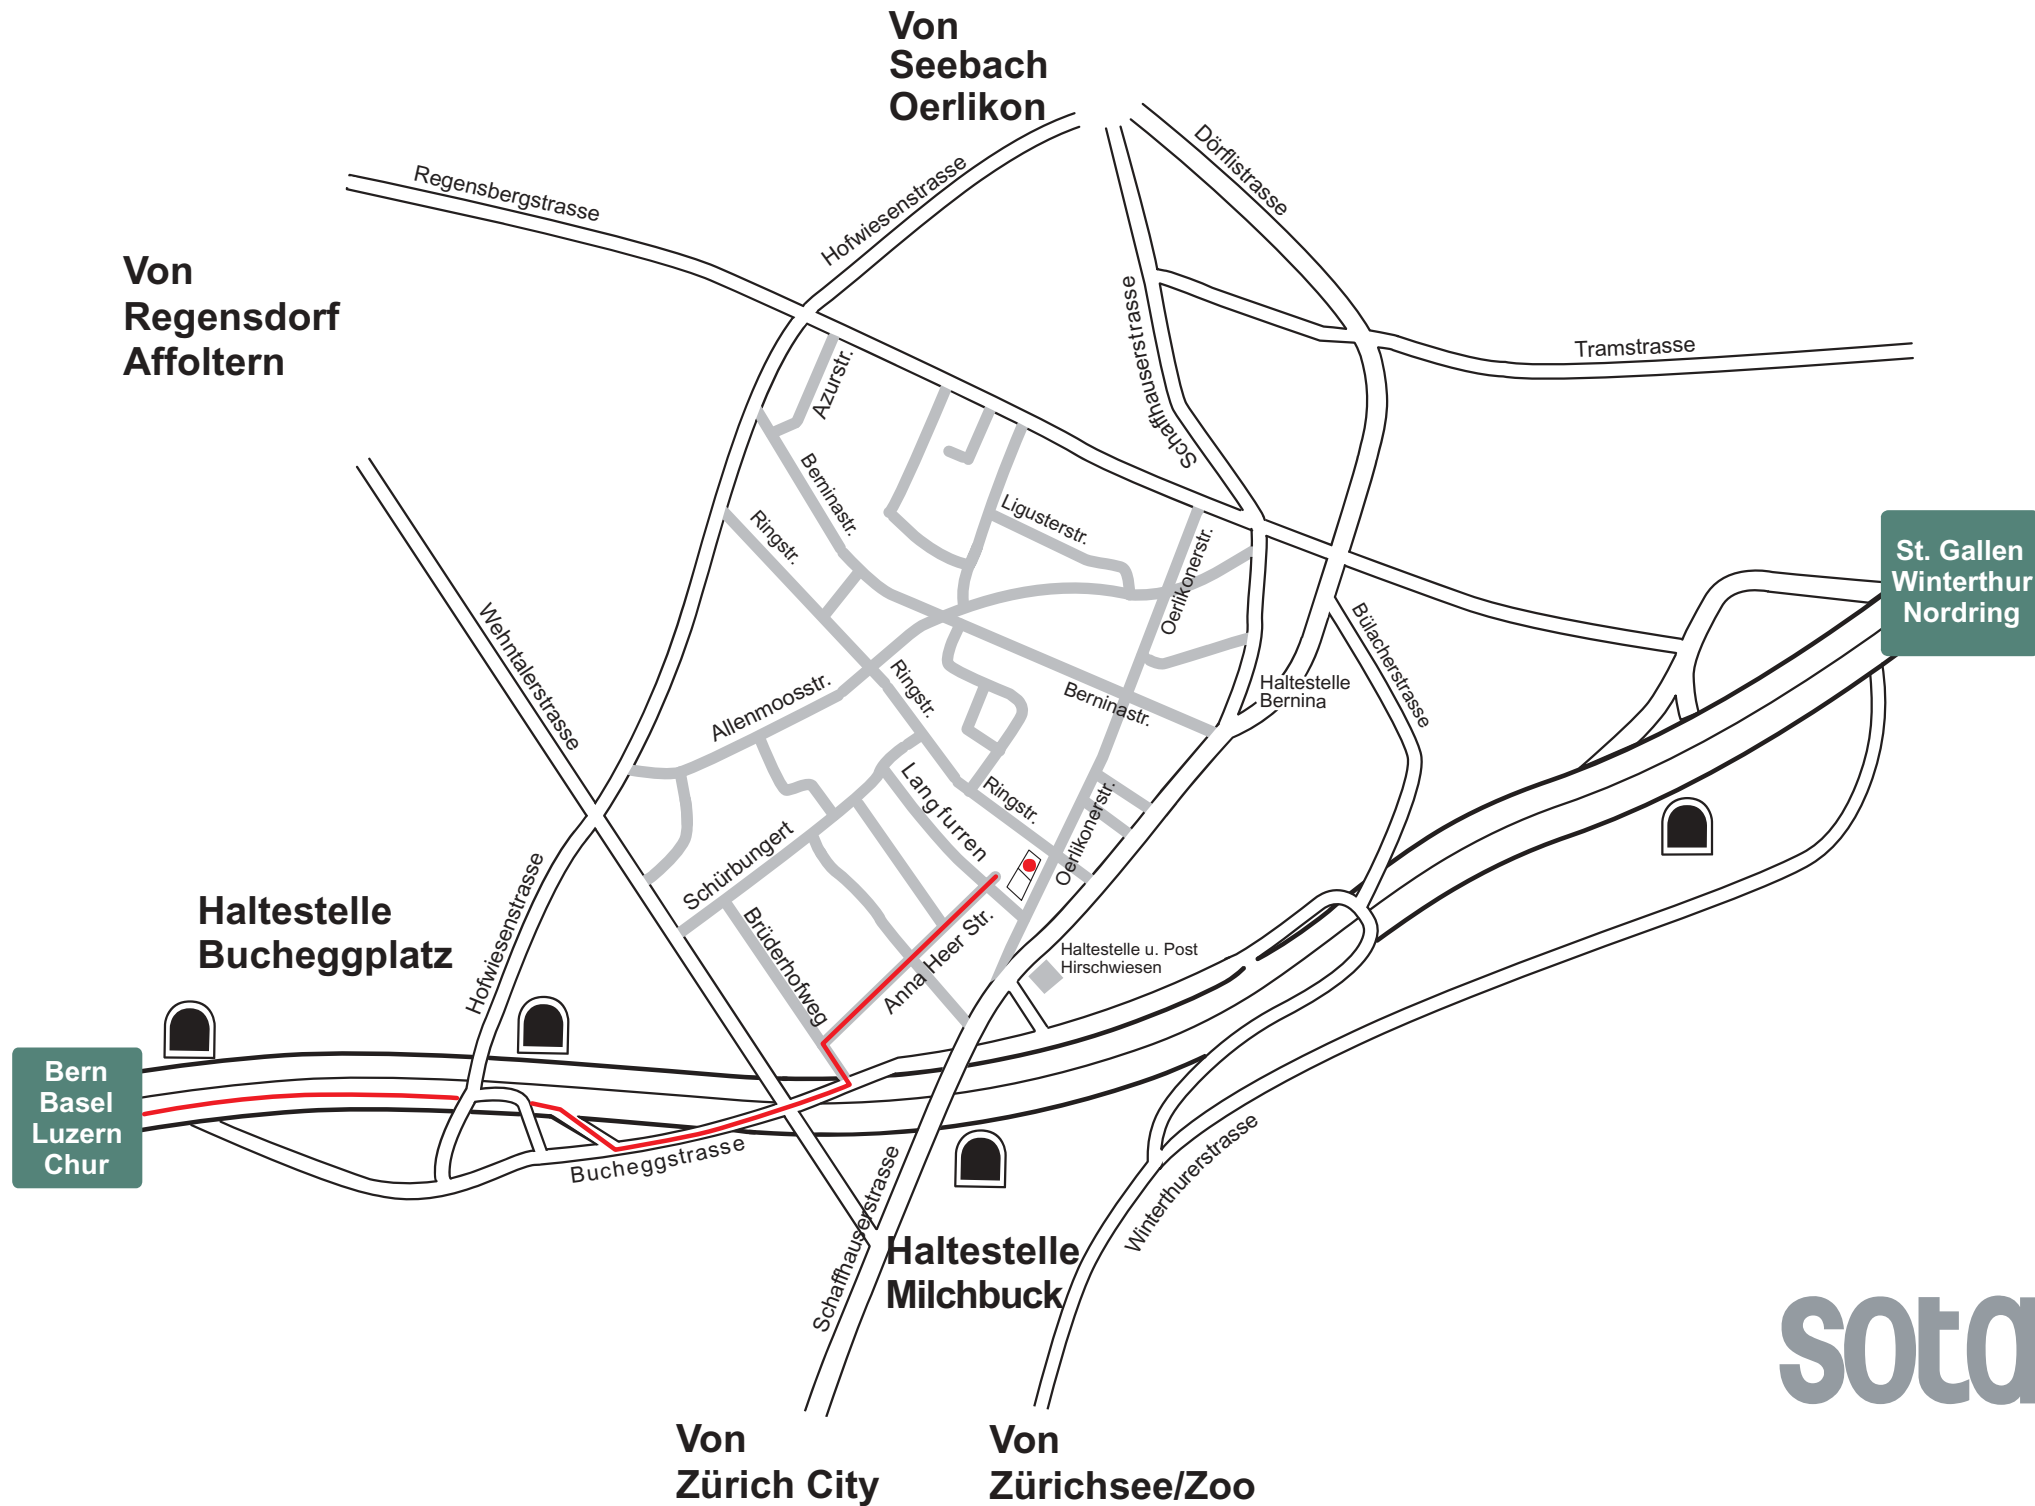 Von
Seebach
Oerlikon
Dörflistrasse
Hofwiesenstrasse
Regensbergstrasse
Von
Regensdorf
Affoltern
Schaffhauserstrasse
Tramstrasse
Azurstr.
Berninastr.
Ringstr.
Ligusterstr.
Oerlikonerstr.
St. Gallen
Winterthur
Nordring
Wehntalerstrasse
Bülacherstrasse
Haltestelle
Bernina
Allenmoosstr.
Ringstr.
Berninastr.
Langfurren
Ringstr.
Oerlikonerstr.
Schürbungert
Hofwiesenstrasse
Haltestelle
Bucheggplatz
Brüderhofweg
Anna Heer Str.
Haltestelle u. Post
Hirschwiesen
Bern
Basel
Luzern
Chur
Bucheggstrasse
Schaffhauserstrasse
Winterthurerstrasse
Haltestelle
Milchbuck
sota
Von
Zürich City
Von
Zürichsee/Zoo